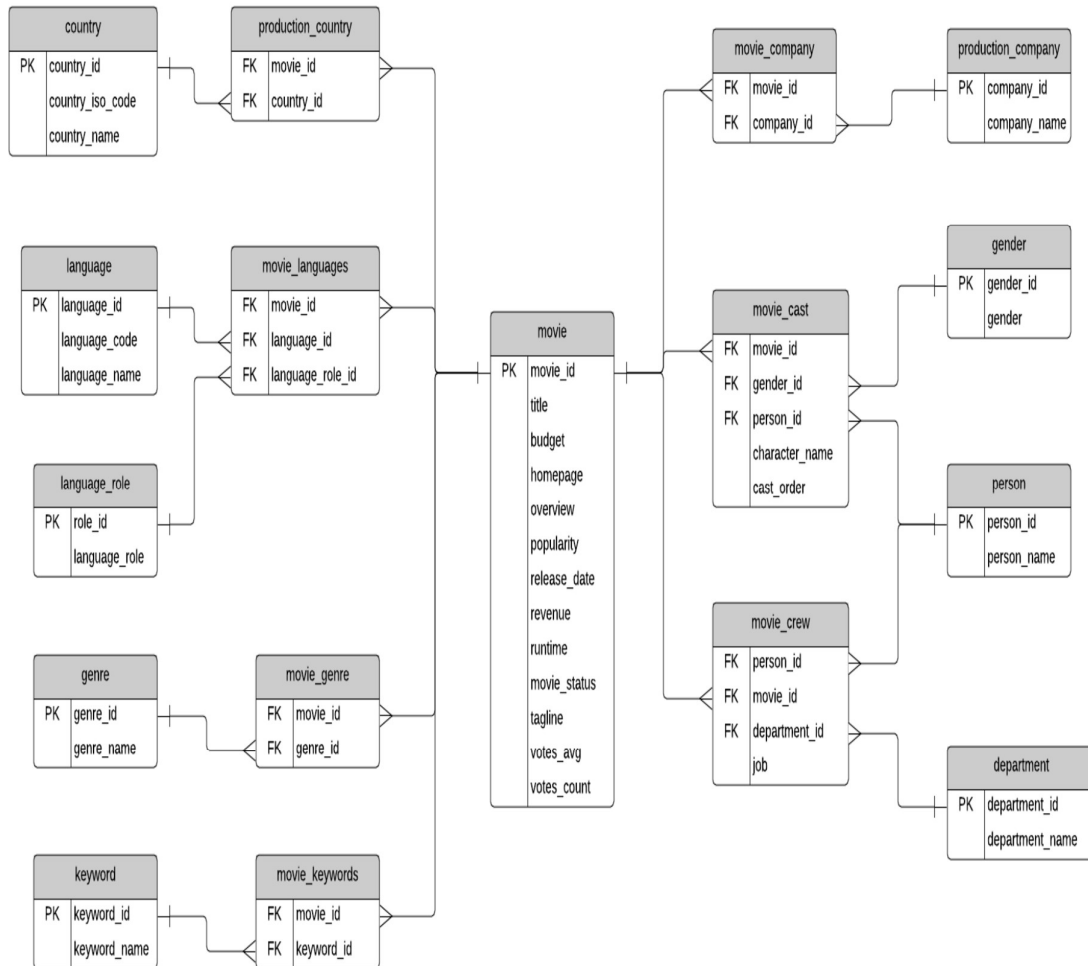 country
PK country_id
country_iso_code
country_name
production_country
FK movie_id
FK country_id
movie_company
FK movie_id
FK company_id
production_company
PK company_id
company_name
language
PK language_id
language_code
language_name
movie_languages
FK movie_id
FK language_id
FK language_role_id
gender
PK gender_id
gender
movie
PK movie_id
title
budget
homepage
overview
popularity
release_date
revenue
runtime
movie_status
tagline
votes_avg
votes_count
movie_cast
FK movie_id
FK gender_id
FK person_id
character_name
cast_order
language_role
PK role_id
language_role
person
PK person_id
person_name
movie_crew
FK person_id
FK movie_id
FK department_id
job
genre
PK genre_id
genre_name
movie_genre
FK movie_id
FK genre_id
department
PK department_id
department_name
keyword
PK keyword_id
keyword_name
movie_keywords
FK movie_id
FK keyword_id